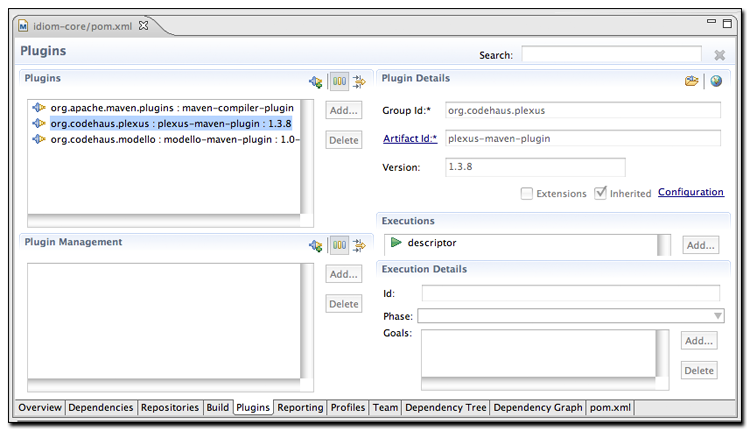 idiom-core/pom.xml
Plugins
Search:
Plugins
org.apache.maven.plugins : maven-compiler-plugin
org.codehaus.plexus : plexus-maven-plugin : 1.3.8
org.codehaus.modello : modello-maven-plugin : 1.0-
Add...
Delete
Plugin Management
Add...
Delete
Plugin Details
Group Id:* org.codehaus.plexus
Artifact Id:* plexus-maven-plugin
Version: 1.3.8
Extensions Inherited Configuration
Executions
descriptor
Add...
Execution Details
Id:
Phase:
Goals:
Add...
Delete
Overview Dependencies Repositories Build Plugins Reporting Profiles Team Dependency Tree Dependency Graph pom.xml